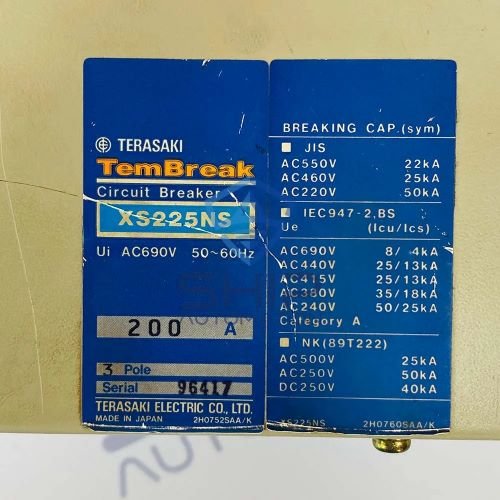 TERASAKI
TemBreak
Circuit Breaker
XS225NS
Ui AC690V 50~60Hz
200 A
3 Pole
Serial 96417
TERASAKI ELECTRIC CO., LTD.
MADE IN JAPAN 2H0752SAA/K
BREAKING CAP.(sym)
JIS
AC550V 22kA
AC460V 25kA
AC220V 50kA
IEC947-2,BS
Ue (Icu/Ics)
AC690V 8/ 4kA
AC440V 25/13kA
AC415V 25/13kA
AC380V 35/18kA
AC240V 50/25kA
Category A
NK(89T222)
AC500V 25kA
AC250V 50kA
DC250V 40kA
XS225NS 2H0760SAA/K